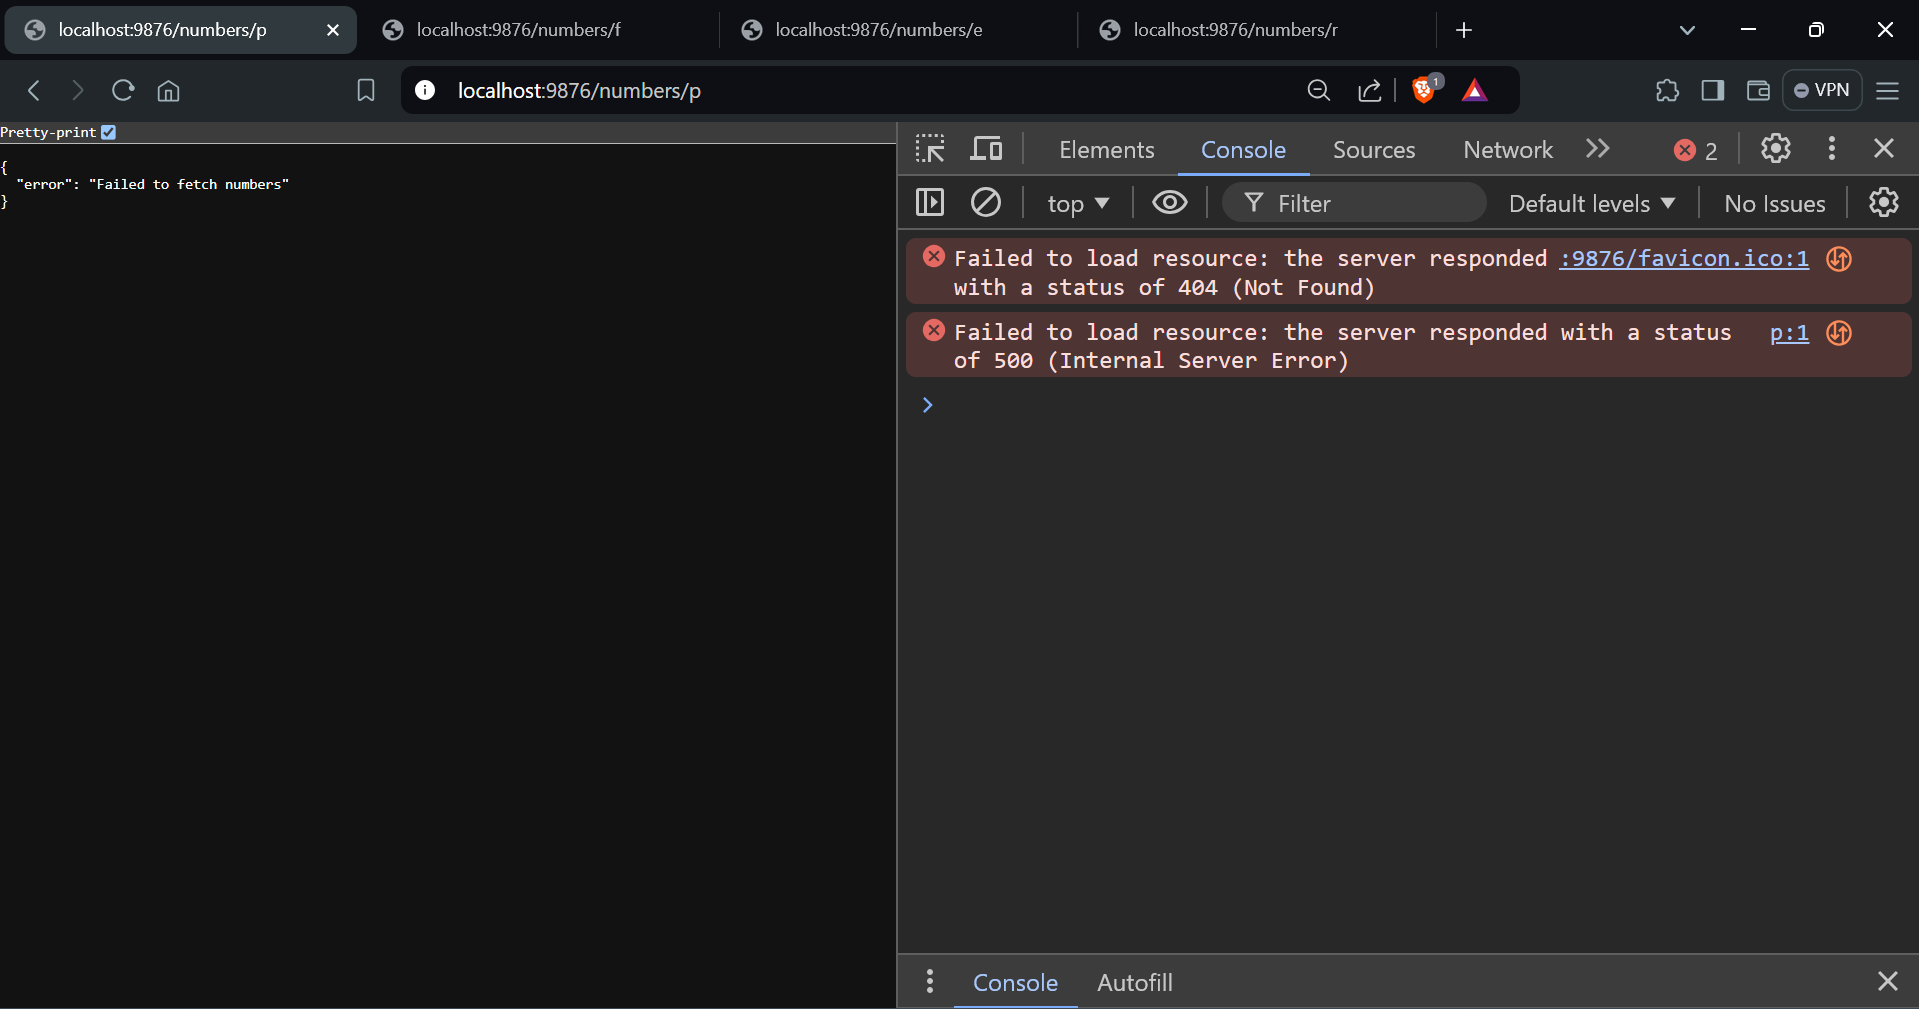 localhost:9876/numbers/p
localhost:9876/numbers/f
localhost:9876/numbers/e
localhost:9876/numbers/r
localhost:9876/numbers/p
1
VPN
Pretty-print
{
"error": "Failed to fetch numbers"
}
Elements
Console
Sources
Network
2
top
Filter
Default levels
No Issues
Failed to load resource: the server responded :9876/favicon.ico:1
with a status of 404 (Not Found)
Failed to load resource: the server responded with a status p:1
of 500 (Internal Server Error)
Console
Autofill